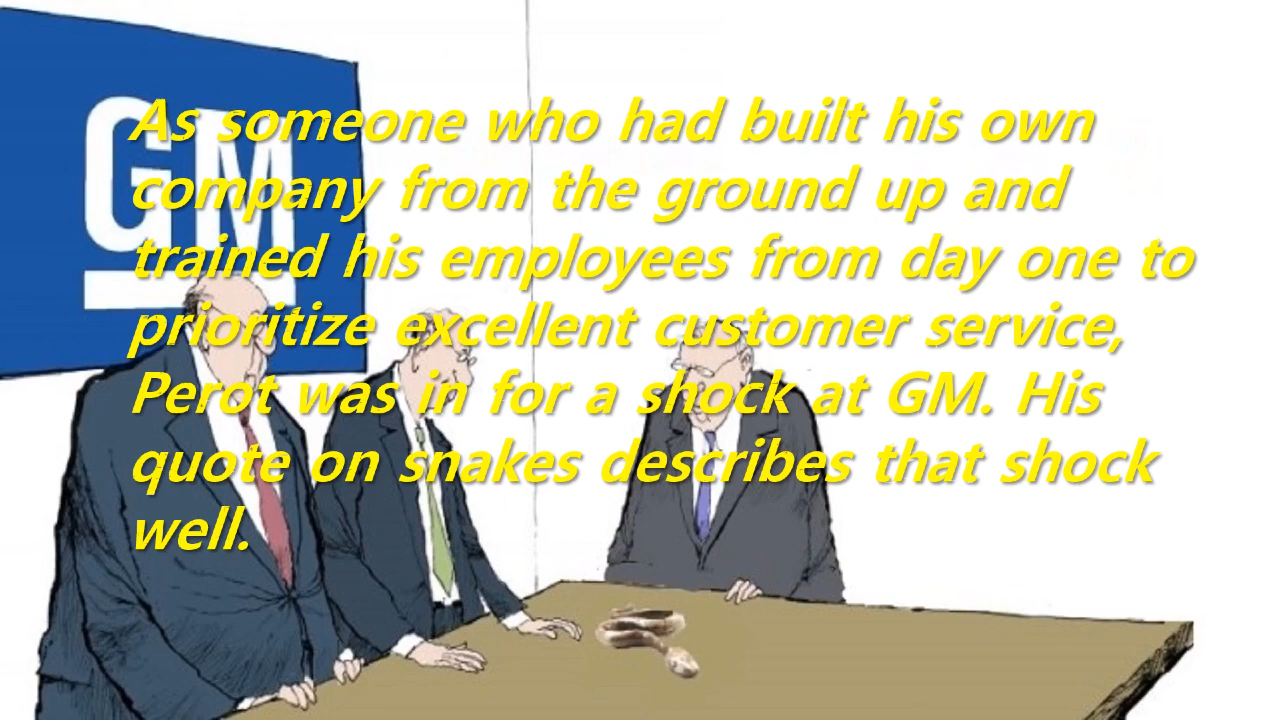 GM
As someone who had built his own
company from the ground up and
trained his employees from day one to
prioritize excellent customer service,
Perot was in for a shock at GM. His
quote on snakes describes that shock
well.